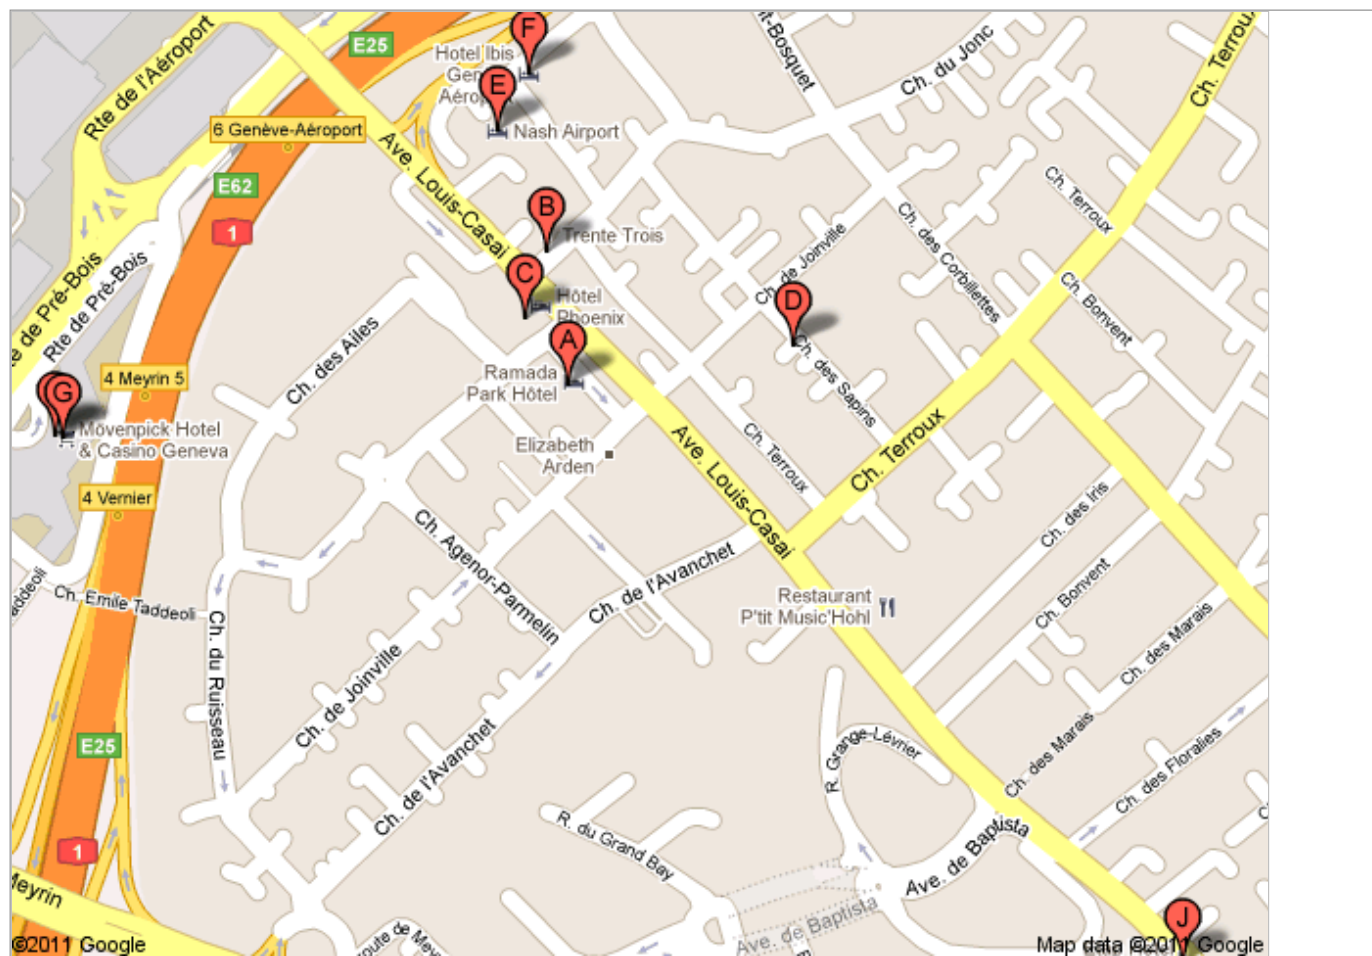 Rte de l'Aéroport
E25
F
Hotel Ibis
E
Nash Airport
6 Genève-Aéroport
Ave. Louis-Casai
Ch. du Jonc
Ch. Terroux
E62
1
B
Trente Trois
Ch. Terroux
Ch. des Corbillettes
de Joinville
Ch. Bonvent
de Pré-Bois
Rte de Pré-Bois
C
Hôtel
Phoenix
D
A
Ramada
Park Hôtel
Ch. des Ailes
Ch. des Sapins
4 Meyrin 5
G
Mövenpick Hotel
& Casino Geneva
Elizabeth
Arden
Ave. Louis-Casai
Ch. Terroux
Ch. Terroux
4 Vernier
Ch. Agenor-Parmelin
Ch. de l'Avanchet
Ch. des Iris
Ch. Bonvent
Ch. Emile Taddeoli
Restaurant
P'tit Music'Hohl
Ch. du Ruisseau
Ch. de Joinville
Ch. de l'Avanchet
Ch. des Marais
E25
R. Grange-Lévrier
Ch. des Marais
Ch. des Floralies
1
R. du Grand Bay
Ave. de Baptista
Ave. de Baptista
Meyrin
J
©2011 Google
Map data ©2011 Google